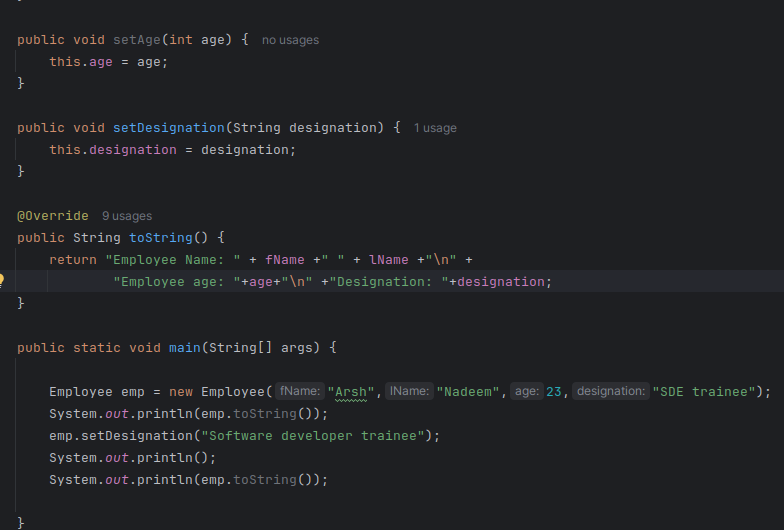 public void setAge(int age) { no usages
this.age = age;
}
public void setDesignation(String designation) { 1 usage
this.designation = designation;
}
@Override 9 usages
public String toString() {
return "Employee Name: " + fName +" " + lName +"\n" +
"Employee age: "+age+"\n" +"Designation: "+designation;
}
public static void main(String[] args) {
Employee emp = new Employee( fName: "Arsh", lName: "Nadeem", age: 23, designation: "SDE trainee");
System.out.println(emp.toString());
emp.setDesignation("Software developer trainee");
System.out.println();
System.out.println(emp.toString());
}